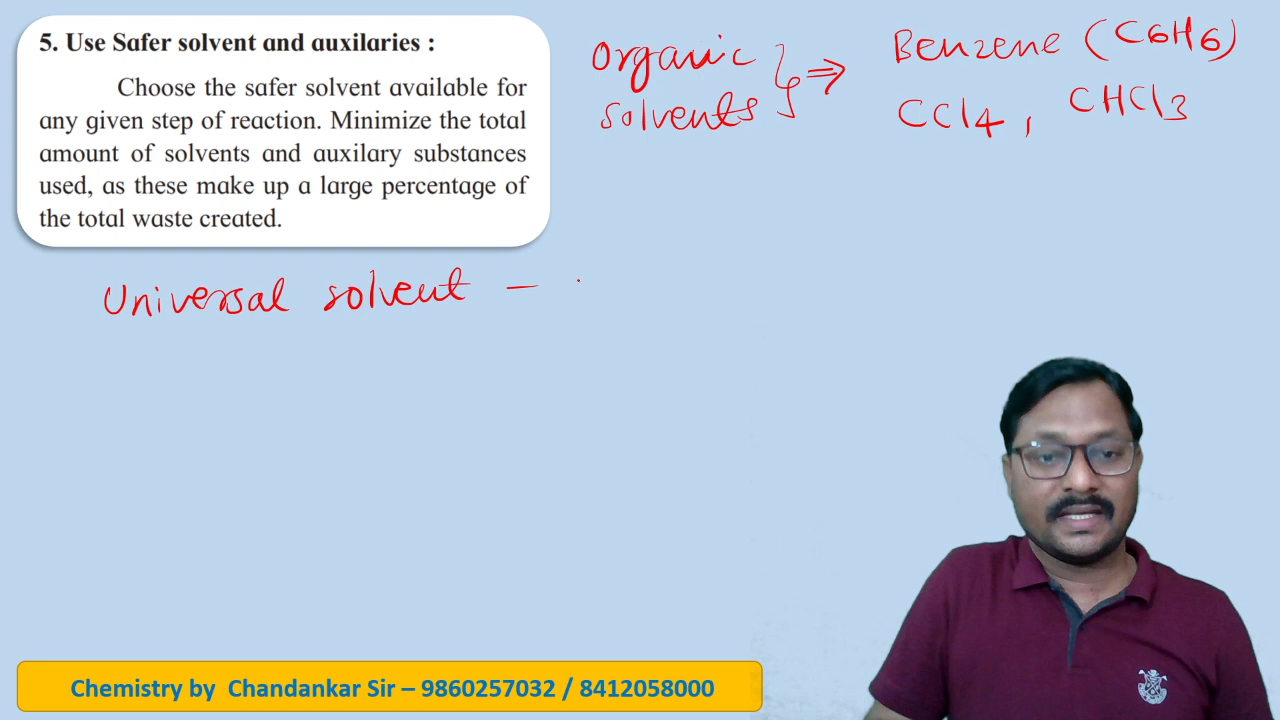 5. Use Safer solvent and auxilaries :
Choose the safer solvent available for
any given step of reaction. Minimize the total
amount of solvents and auxilary substances
used, as these make up a large percentage of
the total waste created.
Organic
solvents } ⇒
Benzene (C6H6)
CCl4 , CHCl3
Universal solvent –
Chemistry by Chandankar Sir – 9860257032 / 8412058000